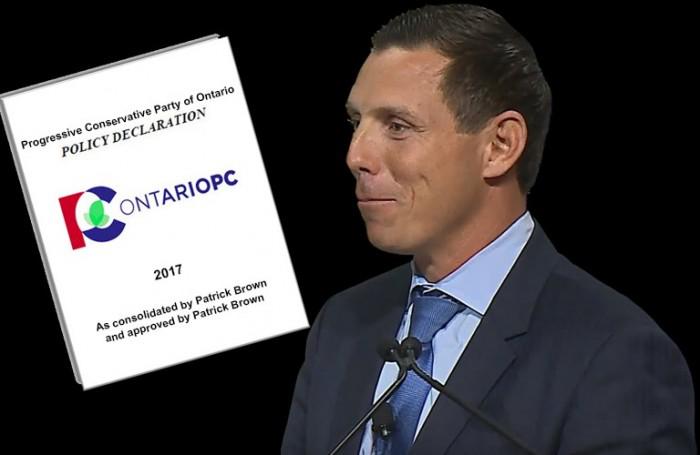 Progressive Conservative Party of Ontario
POLICY DECLARATION
PC ONTARIOPC
2017
As consolidated by Patrick Brown
and approved by Patrick Brown